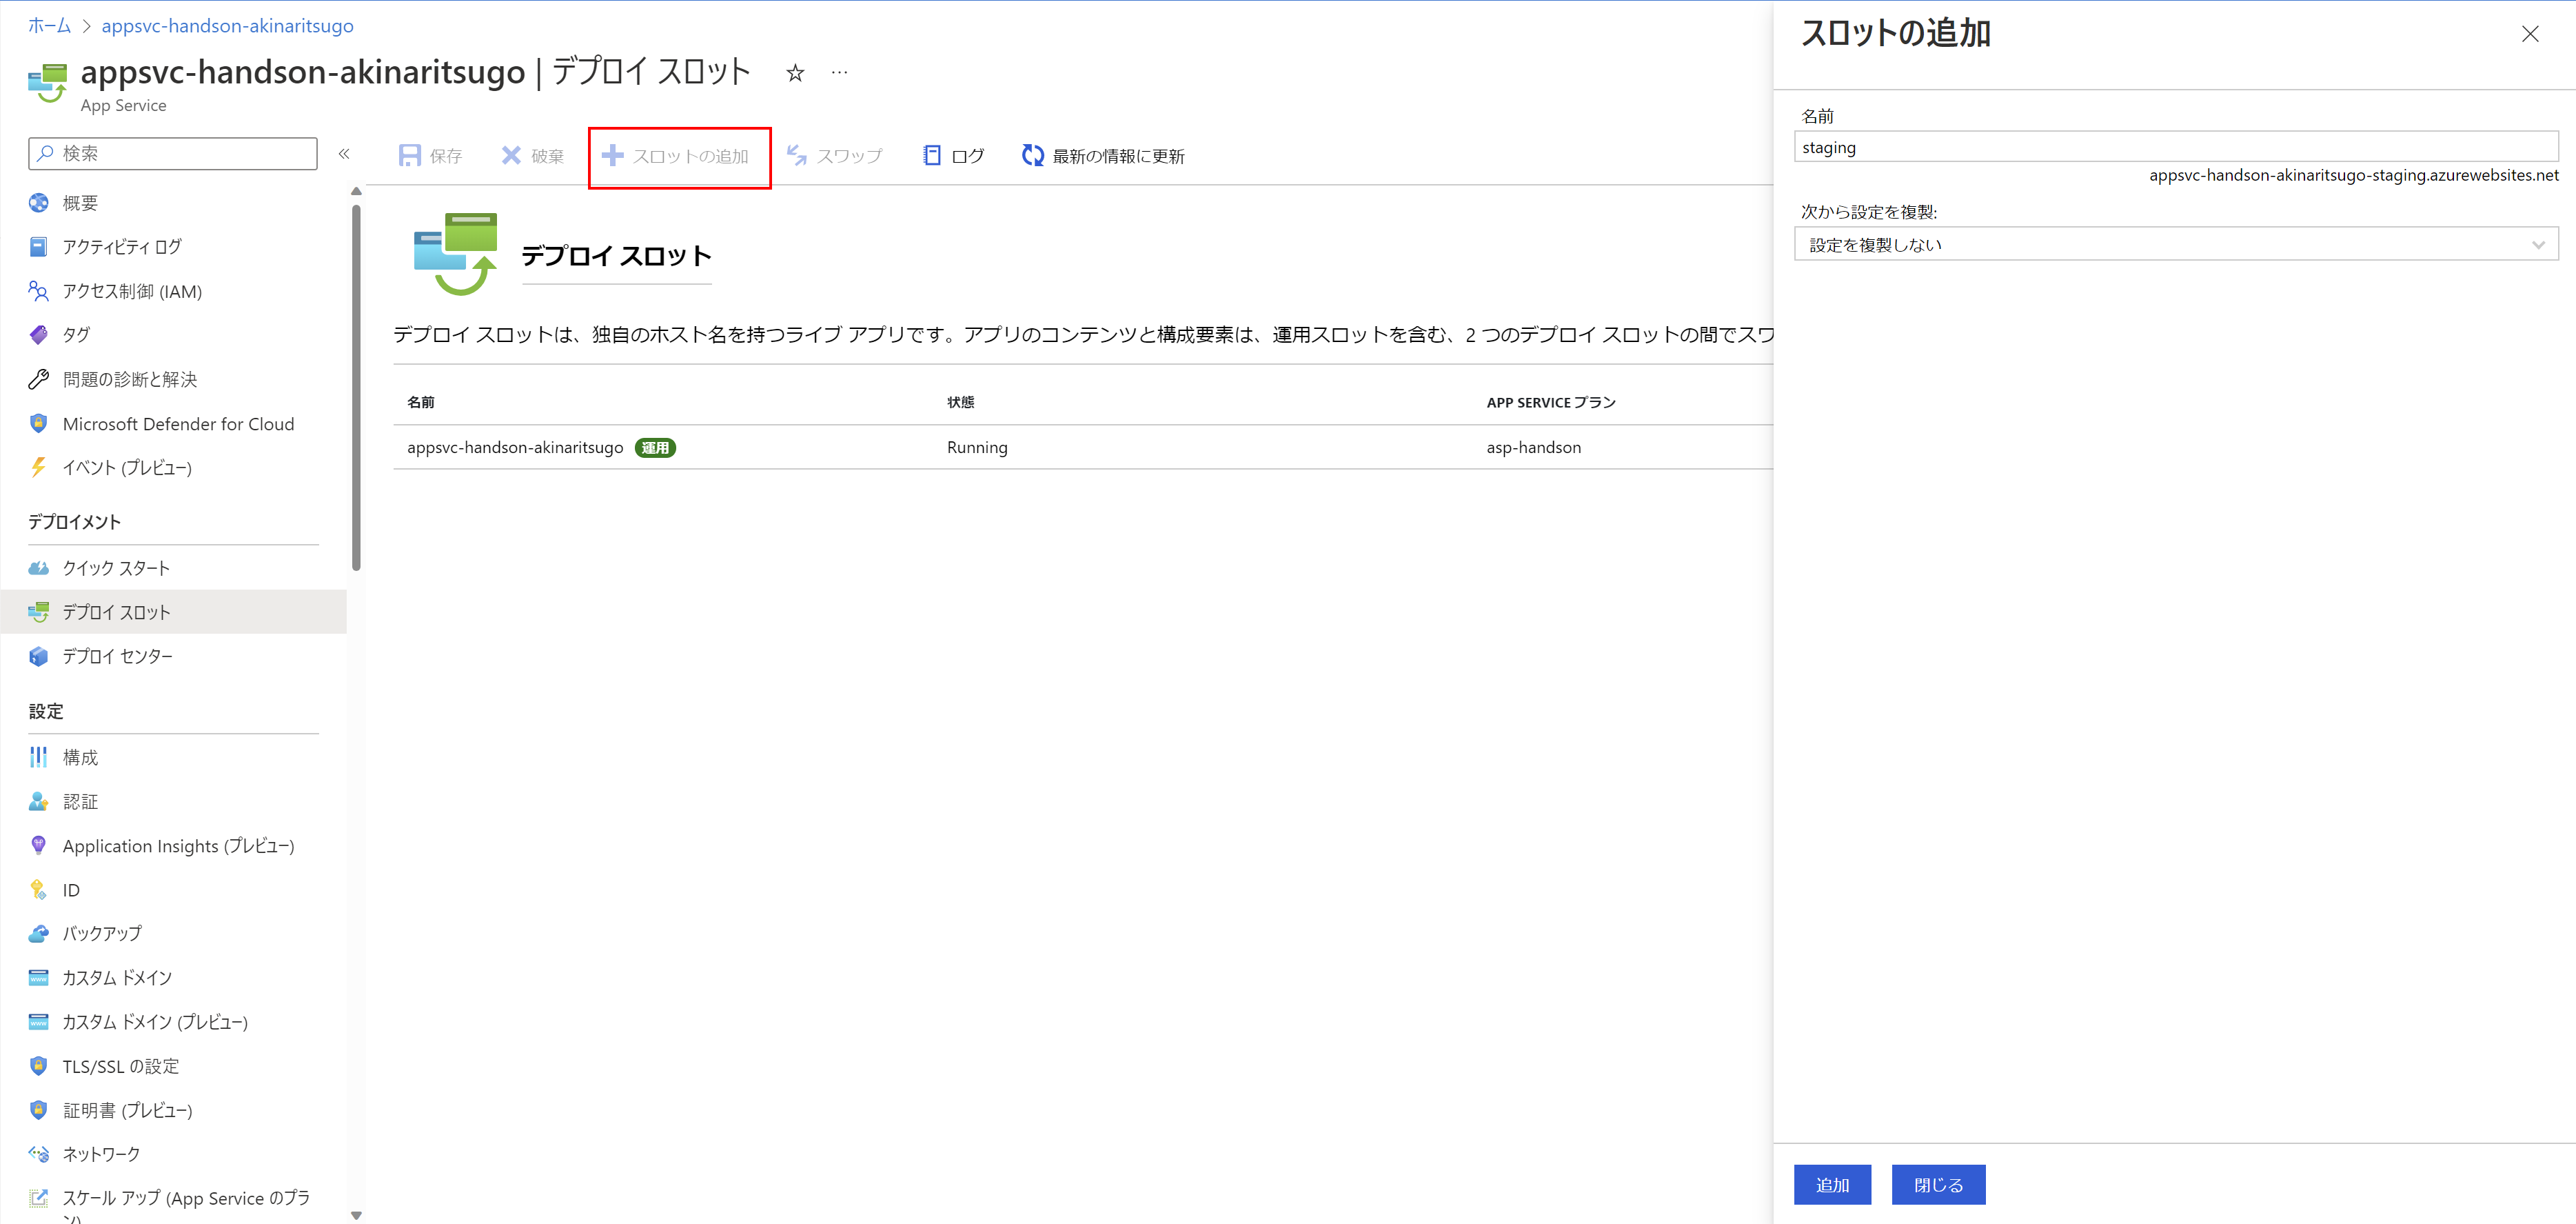 ホーム > appsvc-handson-akinaritsugo
appsvc-handson-akinaritsugo | デプロイ スロット ☆ …
App Service
検索 «
概要
アクティビティ ログ
アクセス制御 (IAM)
タグ
問題の診断と解決
Microsoft Defender for Cloud
イベント (プレビュー)
デプロイメント
クイック スタート
デプロイ スロット
デプロイ センター
設定
構成
認証
Application Insights (プレビュー)
ID
バックアップ
カスタム ドメイン
カスタム ドメイン (プレビュー)
TLS/SSL の設定
証明書 (プレビュー)
ネットワーク
スケール アップ (App Service のプラ
ン)
保存 破棄 スロットの追加 スワップ ログ 最新の情報に更新
デプロイ スロット
デプロイ スロットは、独自のホスト名を持つライブ アプリです。アプリのコンテンツと構成要素は、運用スロットを含む、2 つのデプロイ スロットの間でスワ
名前 状態 APP SERVICE プラン
appsvc-handson-akinaritsugo 運用 Running asp-handson
スロットの追加
名前
staging
appsvc-handson-akinaritsugo-staging.azurewebsites.net
次から設定を複製:
設定を複製しない
追加 閉じる